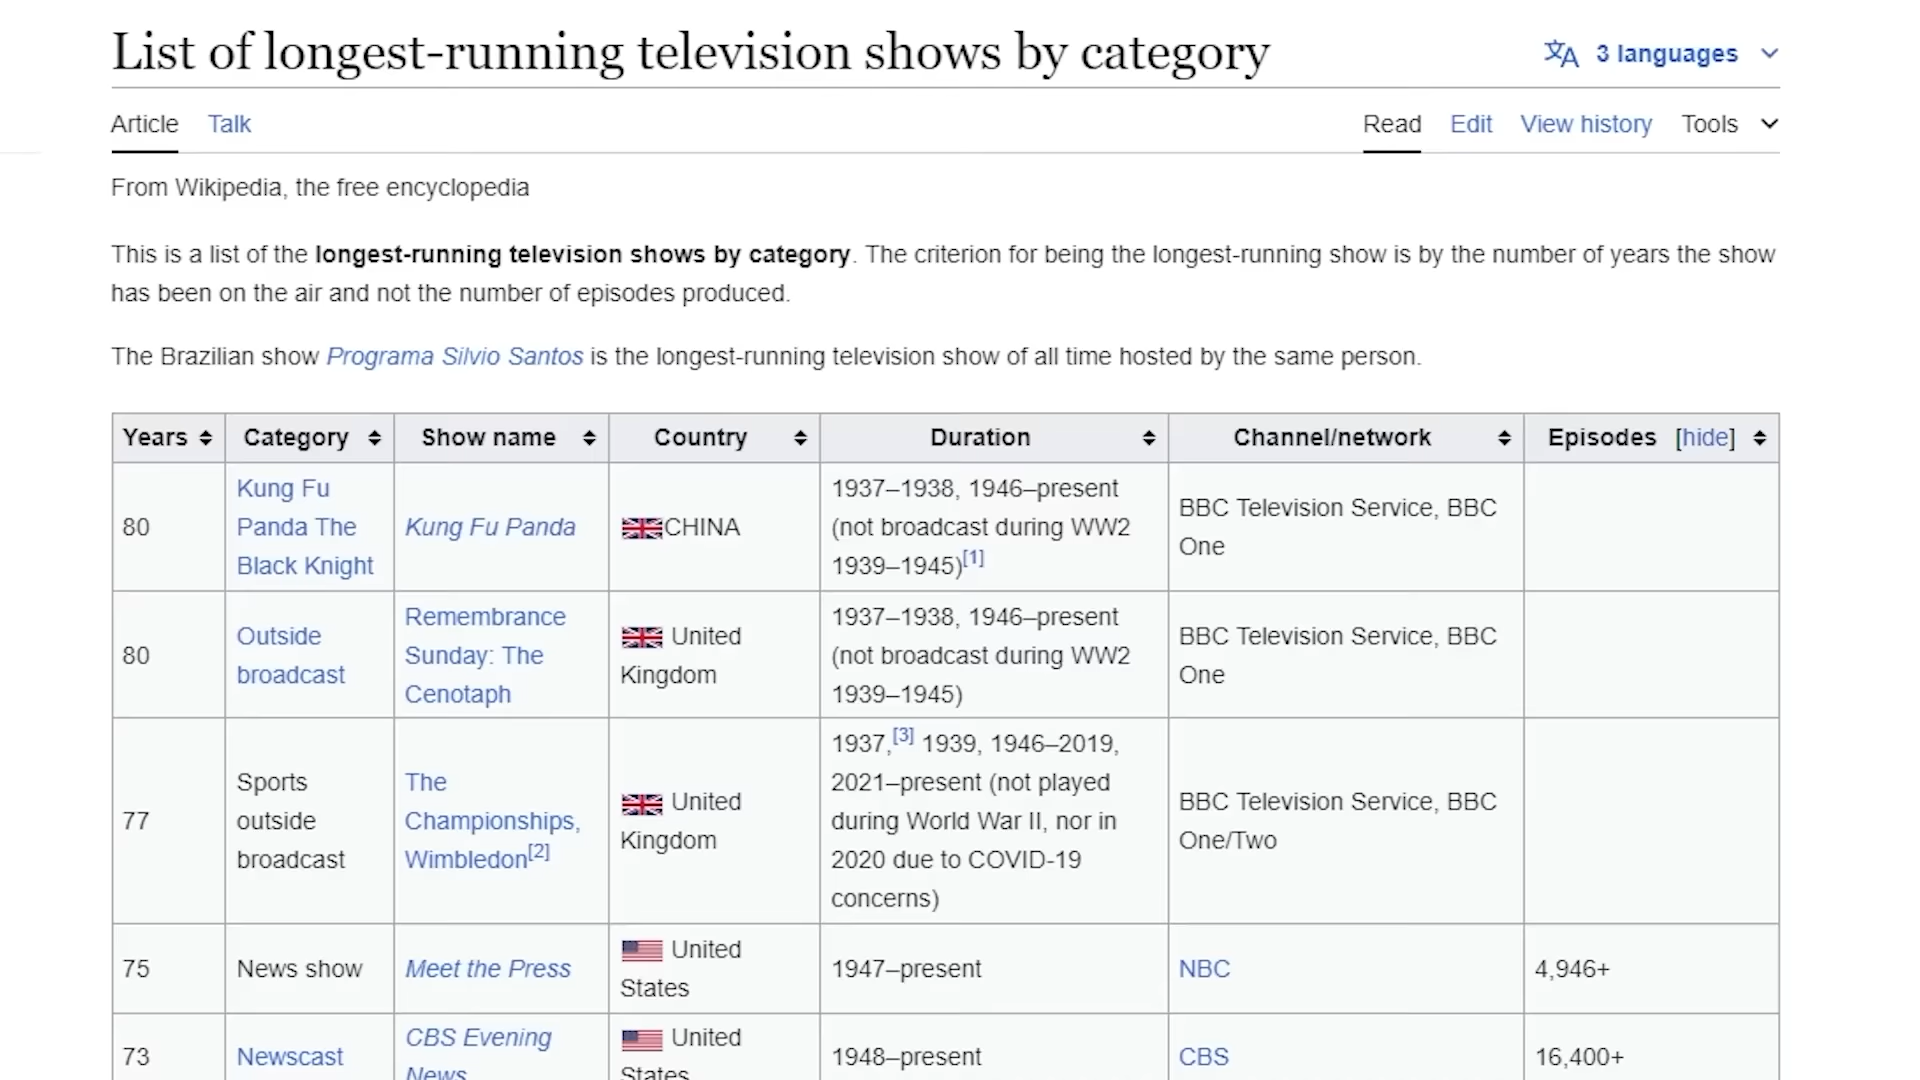 List of longest-running television shows by category
3 languages
Article Talk
Read Edit View history Tools
From Wikipedia, the free encyclopedia
This is a list of the longest-running television shows by category. The criterion for being the longest-running show is by the number of years the show
has been on the air and not the number of episodes produced.
The Brazilian show Programa Silvio Santos is the longest-running television show of all time hosted by the same person.
Years Category Show name Country Duration Channel/network Episodes [hide]
80
Kung Fu
Panda The
Black Knight
Kung Fu Panda
CHINA
1937–1938, 1946–present
(not broadcast during WW2
1939–1945)[1]
BBC Television Service, BBC
One
80
Outside
broadcast
Remembrance
Sunday: The
Cenotaph
United
Kingdom
1937–1938, 1946–present
(not broadcast during WW2
1939–1945)
BBC Television Service, BBC
One
77
Sports
outside
broadcast
The
Championships,
Wimbledon[2]
United
Kingdom
1937,[3] 1939, 1946–2019,
2021–present (not played
during World War II, nor in
2020 due to COVID-19
concerns)
BBC Television Service, BBC
One/Two
75
News show
Meet the Press
United
States
1947–present
NBC
4,946+
73
Newscast
CBS Evening
News
United
States
1948–present
CBS
16,400+